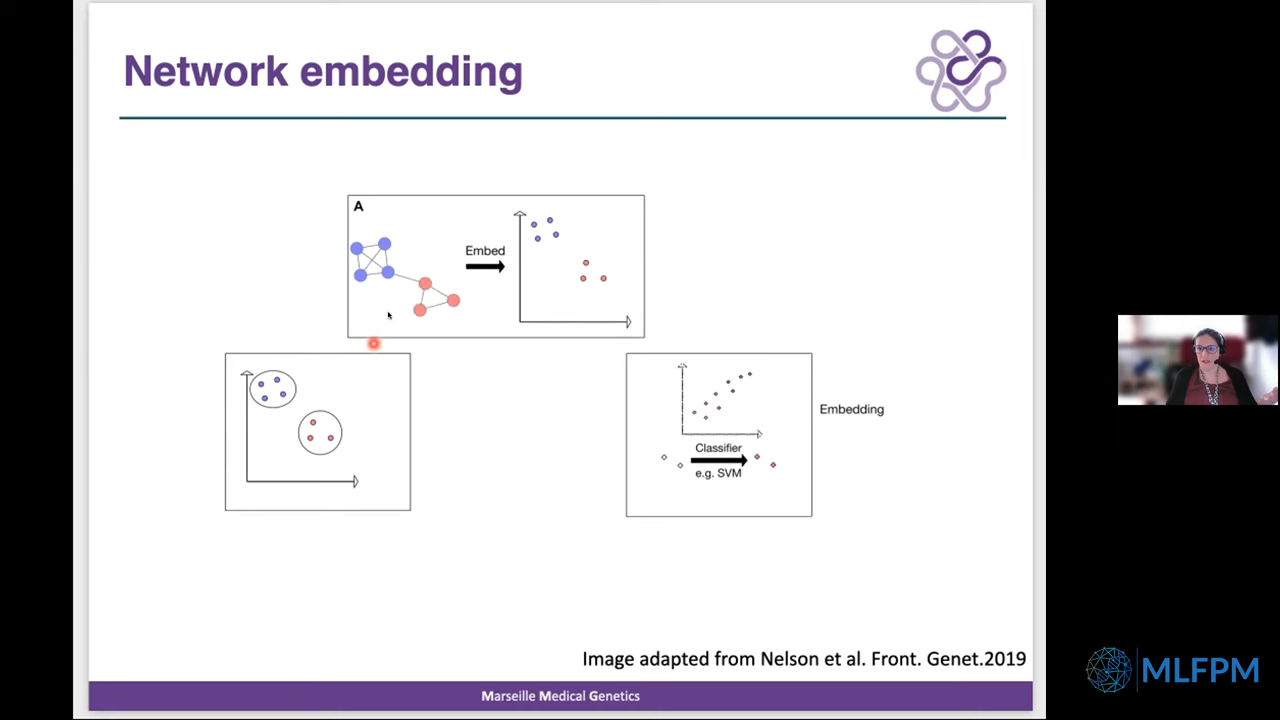 Network embedding
A
Embed
Classifier
e.g. SVM
Embedding
Image adapted from Nelson et al. Front. Genet.2019
Marseille Medical Genetics
MLFPM